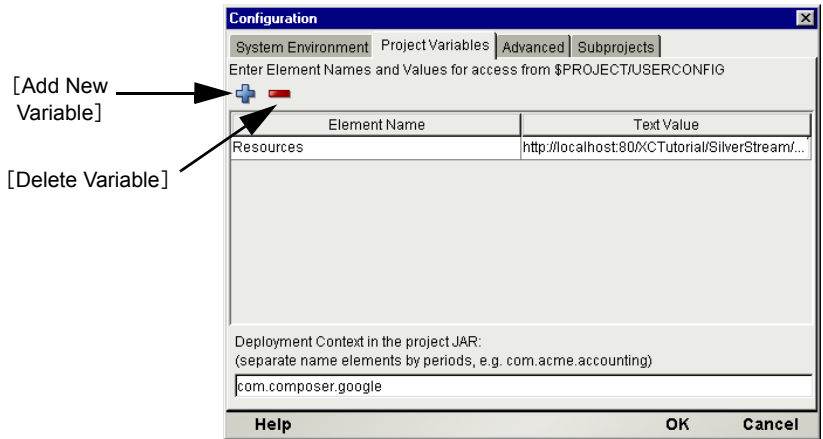 Configuration
System Environment Project Variables Advanced Subprojects
Enter Element Names and Values for access from $PROJECT/USERCONFIG
[Add New
Variable]
[Delete Variable]
Element Name Text Value
Resources http://localhost:80/XCTutorial/SilverStream/...
Deployment Context in the project JAR:
(separate name elements by periods, e.g. com.acme.accounting)
com.composer.google
Help OK Cancel